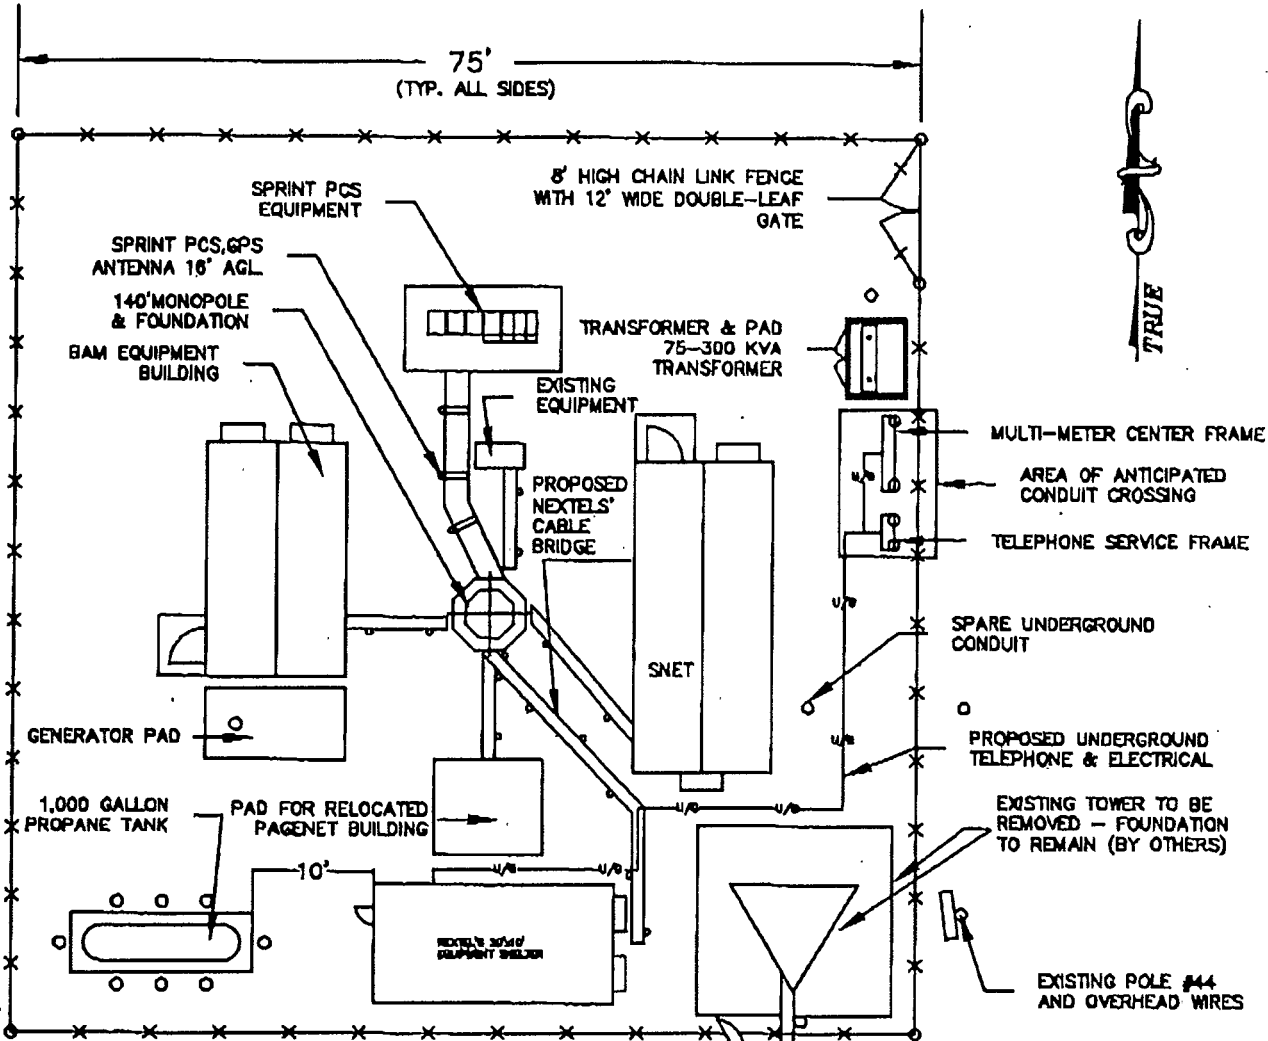 75'
(TYP. ALL SIDES)
8' HIGH CHAIN LINK FENCE
WITH 12' WIDE DOUBLE-LEAF
GATE
SPRINT PCS
EQUIPMENT
SPRINT PCS,GPS
ANTENNA 16' AGL
140'MONOPOLE
& FOUNDATION
BAM EQUIPMENT
BUILDING
TRUE
TRANSFORMER & PAD
75-300 KVA
TRANSFORMER
EXISTING
EQUIPMENT
MULTI-METER CENTER FRAME
AREA OF ANTICIPATED
CONDUIT CROSSING
PROPOSED
NEXTELS'
CABLE
BRIDGE
U/G
TELEPHONE SERVICE FRAME
U/G
SPARE UNDERGROUND
CONDUIT
SNET
GENERATOR PAD
U/G
PROPOSED UNDERGROUND
TELEPHONE & ELECTRICAL
1,000 GALLON
PROPANE TANK
PAD FOR RELOCATED
PAGENET BUILDING
U/G
U/G
EXISTING TOWER TO BE
REMOVED - FOUNDATION
TO REMAIN (BY OTHERS)
10'
U/G
U/G
EQUIPMENT SHELTER
EXISTING POLE #44
AND OVERHEAD WIRES